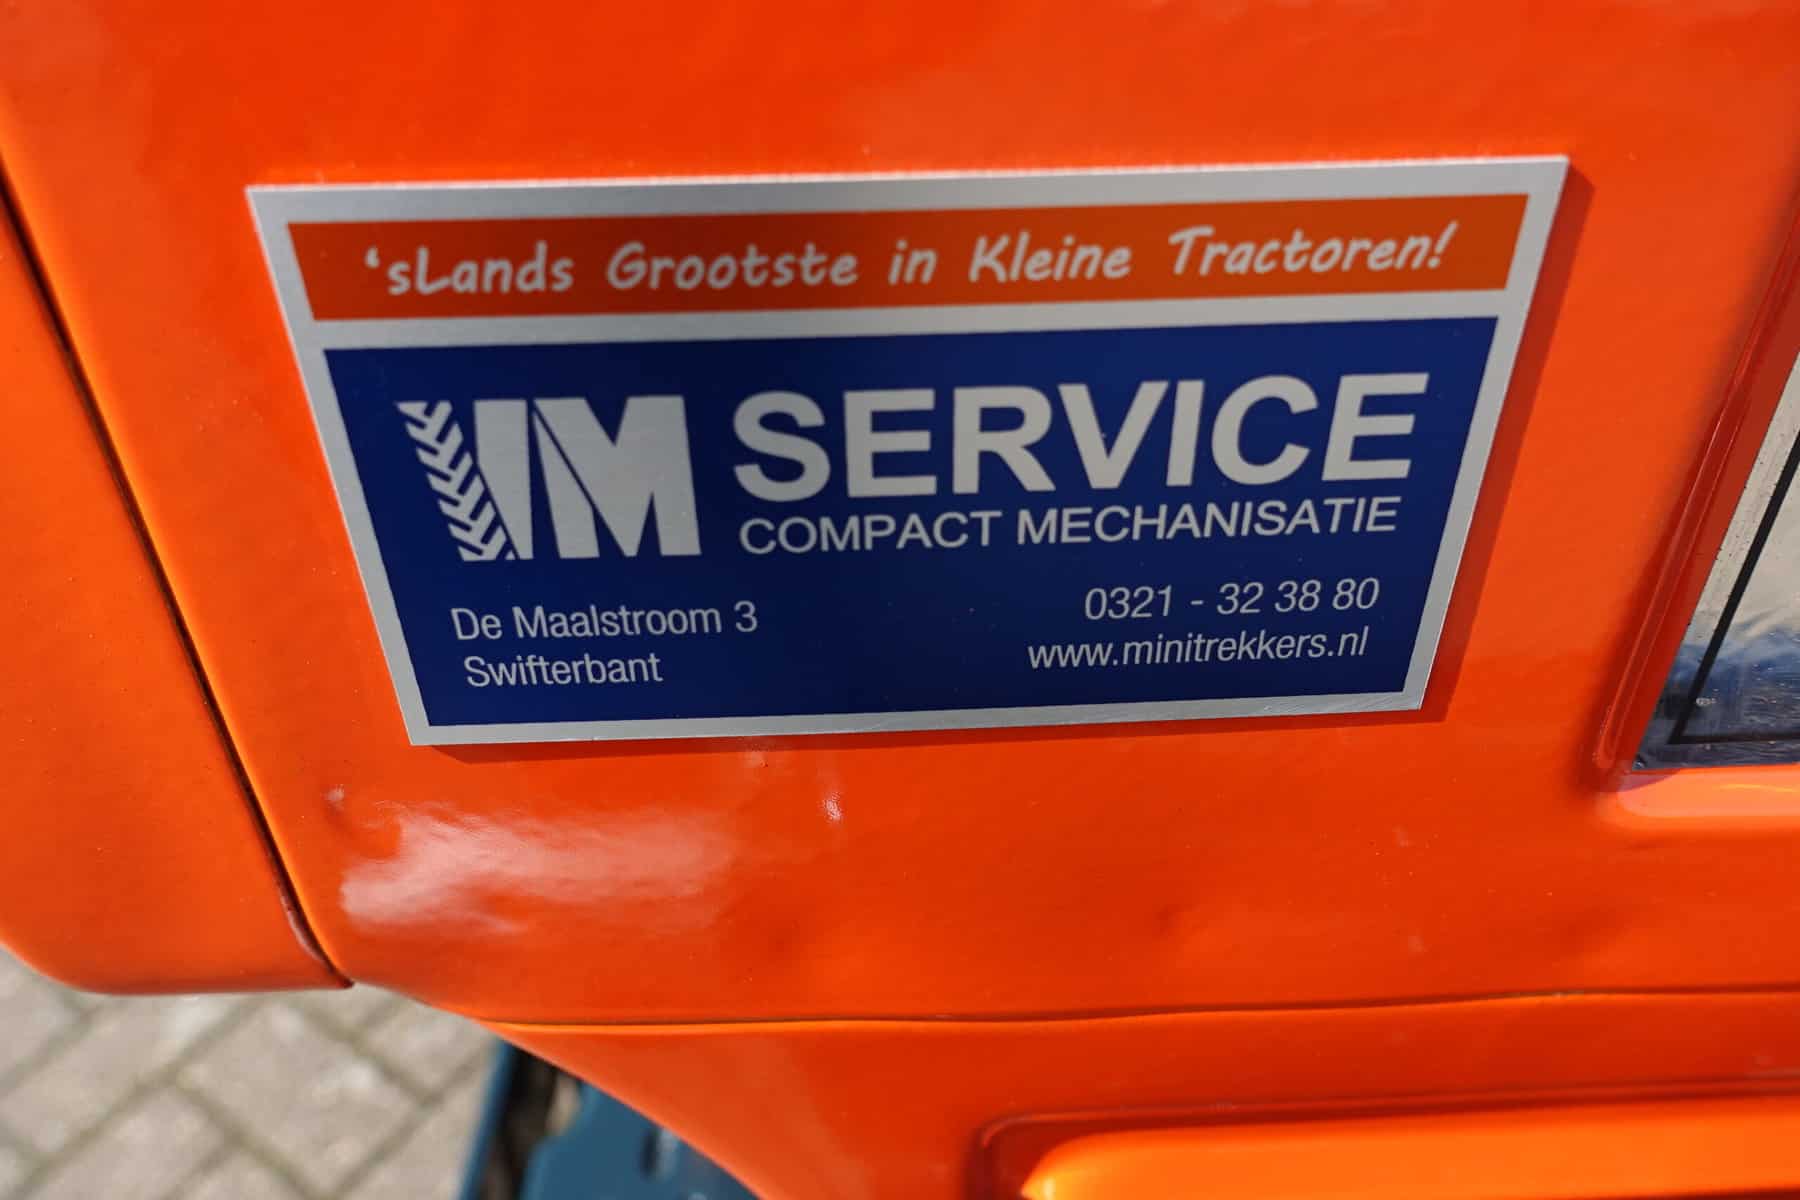 ‘sLands Grootste in Kleine Tractoren!
IM SERVICE
COMPACT MECHANISATIE
De Maalstroom 3
Swifterbant
0321 - 32 38 80
www.minitrekkers.nl